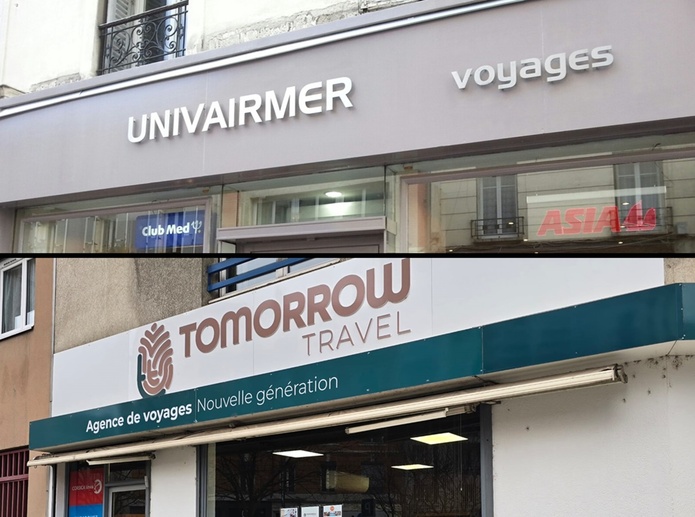 UNIVAIRMER
voyages
Club Med
ASIA
TOMORROW
TRAVEL
Agence de voyages | Nouvelle génération